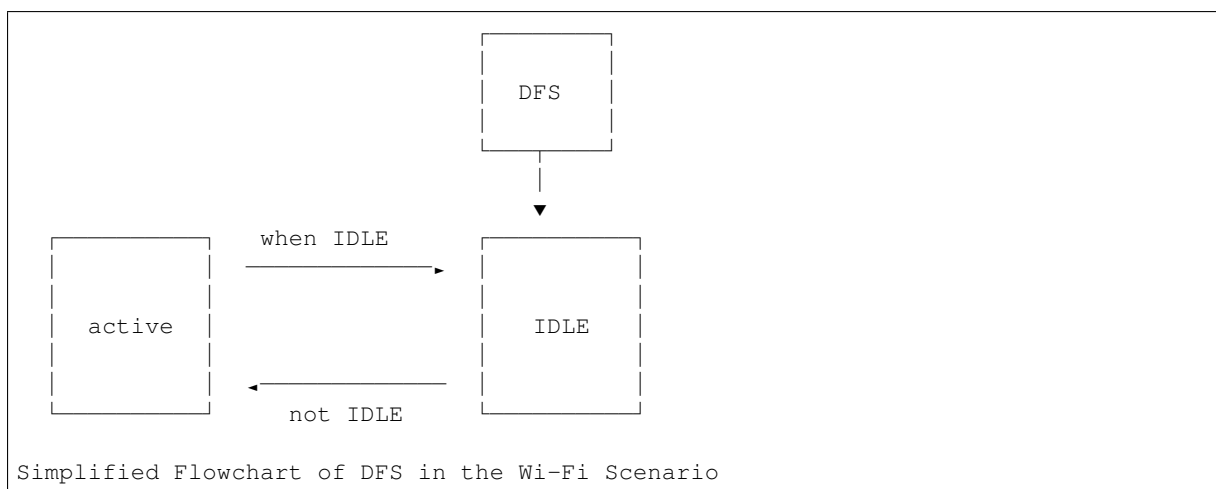 DFS
when IDLE
active
IDLE
not IDLE
Simplified Flowchart of DFS in the Wi-Fi Scenario